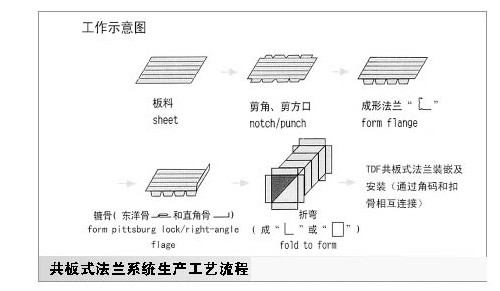 工作示意图
板料
sheet
剪角、剪方口
notch/punch
成形法兰“ ”
form flange
辘骨(东洋骨 和直角骨 )
form pittsburg lock/right-angle
flage
折弯
(成“ ”或“ ”)
fold to form
TDF共板式法兰装嵌及
安装（通过角码和扣
骨相互连接）
共板式法兰系统生产工艺流程